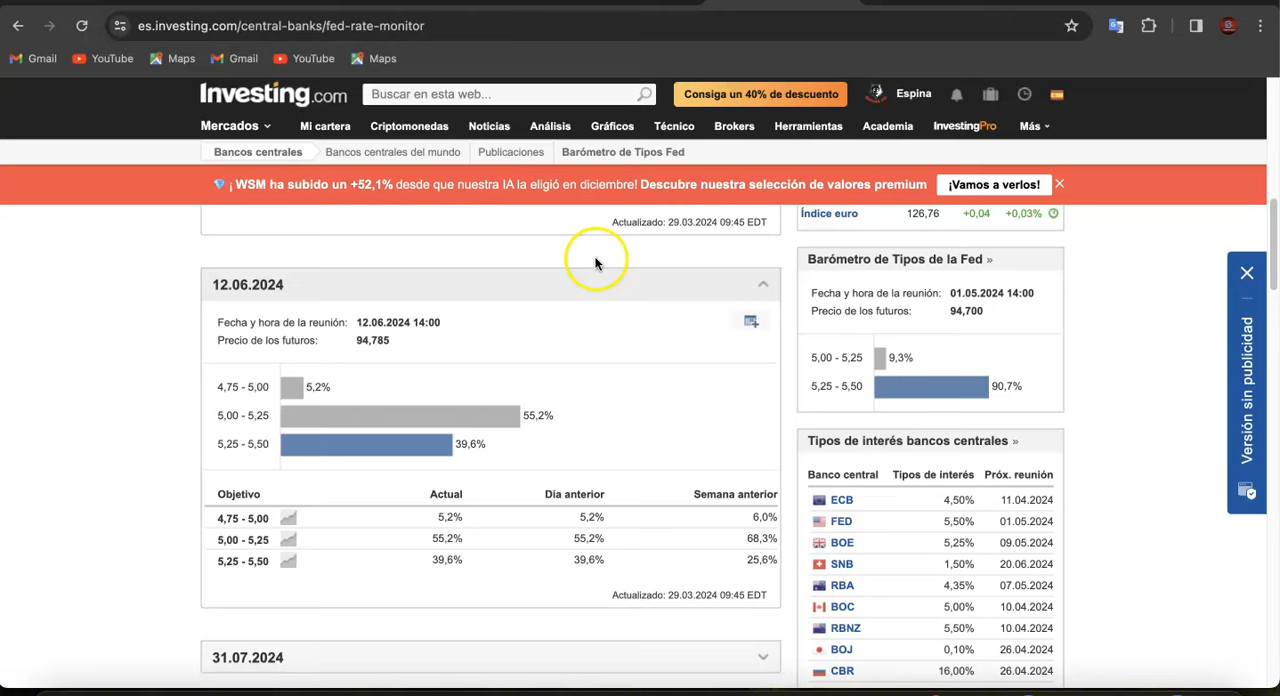 es.investing.com/central-banks/fed-rate-monitor
Gmail YouTube Maps Gmail YouTube Maps
Investing.com Buscar en esta web... Consiga un 40% de descuento Espina
Mercados Mi cartera Criptomonedas Noticias Análisis Gráficos Técnico Brokers Herramientas Academia InvestingPro Más
Bancos centrales Bancos centrales del mundo Publicaciones Barómetro de Tipos Fed
¡ WSM ha subido un +52,1% desde que nuestra IA la eligió en diciembre! Descubre nuestra selección de valores premium ¡Vamos a verlos!
Actualizado: 29.03.2024 09:45 EDT
12.06.2024
Fecha y hora de la reunión: 12.06.2024 14:00
Precio de los futuros: 94,785
4,75 - 5,00 5,2%
5,00 - 5,25 55,2%
5,25 - 5,50 39,6%
Objetivo Actual Día anterior Semana anterior
4,75 - 5,00 5,2% 5,2% 6,0%
5,00 - 5,25 55,2% 55,2% 68,3%
5,25 - 5,50 39,6% 39,6% 25,6%
Actualizado: 29.03.2024 09:45 EDT
31.07.2024
Índice euro 126,76 +0,04 +0,03%
Barómetro de Tipos de la Fed »
Fecha y hora de la reunión: 01.05.2024 14:00
Precio de los futuros: 94,700
5,00 - 5,25 9,3%
5,25 - 5,50 90,7%
Tipos de interés bancos centrales »
Banco central Tipos de interés Próx. reunión
ECB 4,50% 11.04.2024
FED 5,50% 01.05.2024
BOE 5,25% 09.05.2024
SNB 1,50% 20.06.2024
RBA 4,35% 07.05.2024
BOC 5,00% 10.04.2024
RBNZ 5,50% 10.04.2024
BOJ 0,10% 26.04.2024
CBR 16,00% 26.04.2024
Versión sin publicidad